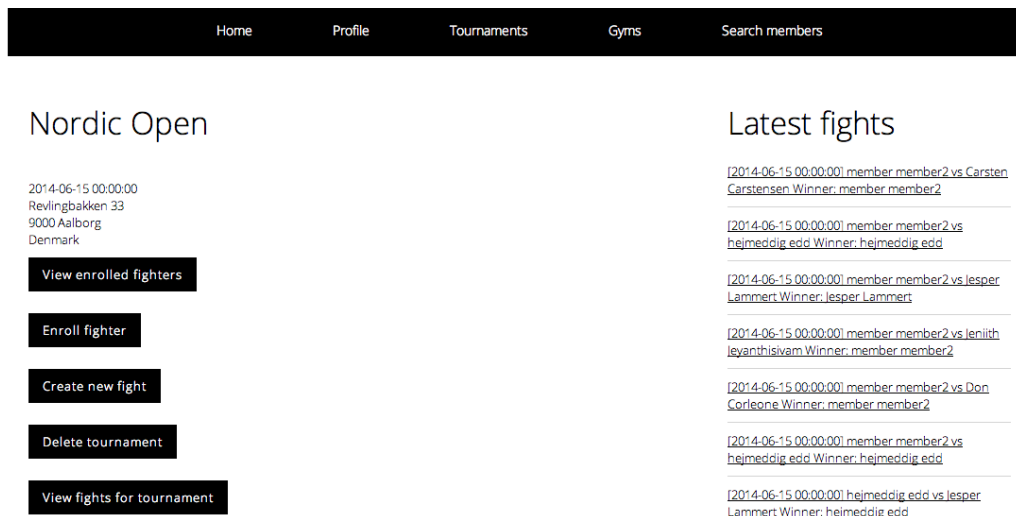 Home Profile Tournaments Gyms Search members
Nordic Open
2014-06-15 00:00:00
Revlingbakken 33
9000 Aalborg
Denmark
View enrolled fighters
Enroll fighter
Create new fight
Delete tournament
View fights for tournament
Latest fights
[2014-06-15 00:00:00] member member2 vs Carsten
Carstensen Winner: member member2
[2014-06-15 00:00:00] member member2 vs
hejmeddig edd Winner: hejmeddig edd
[2014-06-15 00:00:00] member member2 vs Jesper
Lammert Winner: Jesper Lammert
[2014-06-15 00:00:00] member member2 vs Jeniith
Jeyanthisivam Winner: member member2
[2014-06-15 00:00:00] member member2 vs Don
Corleone Winner: member member2
[2014-06-15 00:00:00] member member2 vs
hejmeddig edd Winner: hejmeddig edd
[2014-06-15 00:00:00] hejmeddig edd vs Jesper
Lammert Winner: hejmeddig edd